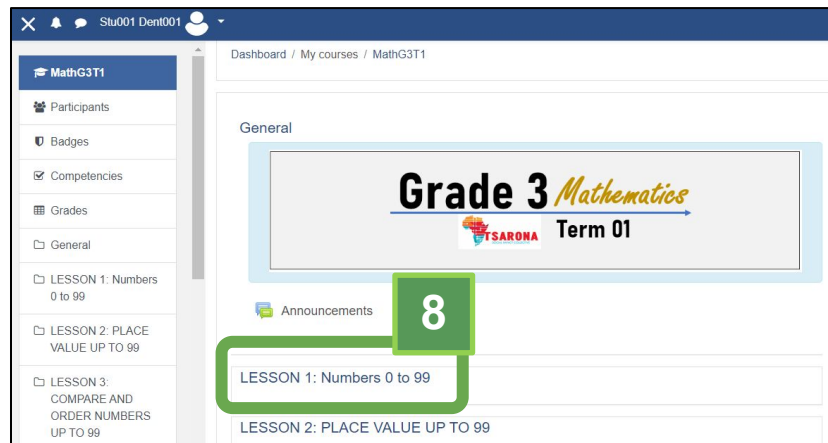 Stu001 Dent001
MathG3T1
Participants
Badges
Competencies
Grades
General
LESSON 1: Numbers
0 to 99
LESSON 2: PLACE
VALUE UP TO 99
LESSON 3:
COMPARE AND
ORDER NUMBERS
UP TO 99
Dashboard / My courses / MathG3T1
General
Grade 3 Mathematics
TSARONA
Term 01
Announcements
8
LESSON 1: Numbers 0 to 99
LESSON 2: PLACE VALUE UP TO 99